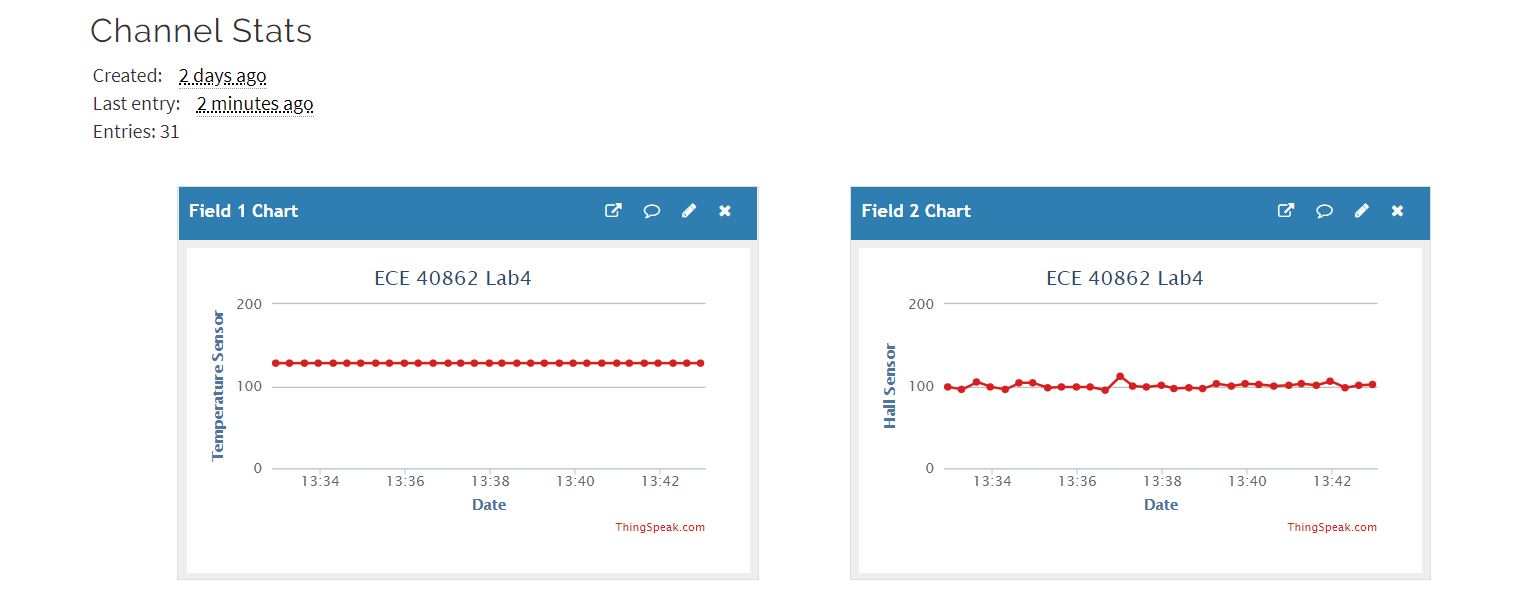 Channel Stats
Created: 2 days ago
Last entry: 2 minutes ago
Entries: 31
Field 1 Chart
ECE 40862 Lab4
Temperature Sensor
200
100
0
13:34 13:36 13:38 13:40 13:42
Date
ThingSpeak.com
Field 2 Chart
ECE 40862 Lab4
Hall Sensor
200
100
0
13:34 13:36 13:38 13:40 13:42
Date
ThingSpeak.com